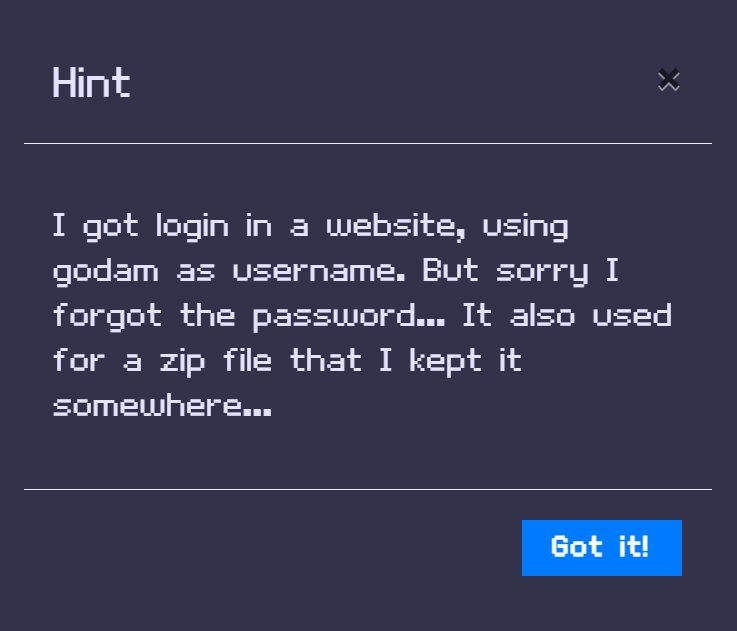 Hint
I got login in a website, using
godam as username. But sorry I
forgot the password... It also used
for a zip file that I kept it
somewhere...
Got it!